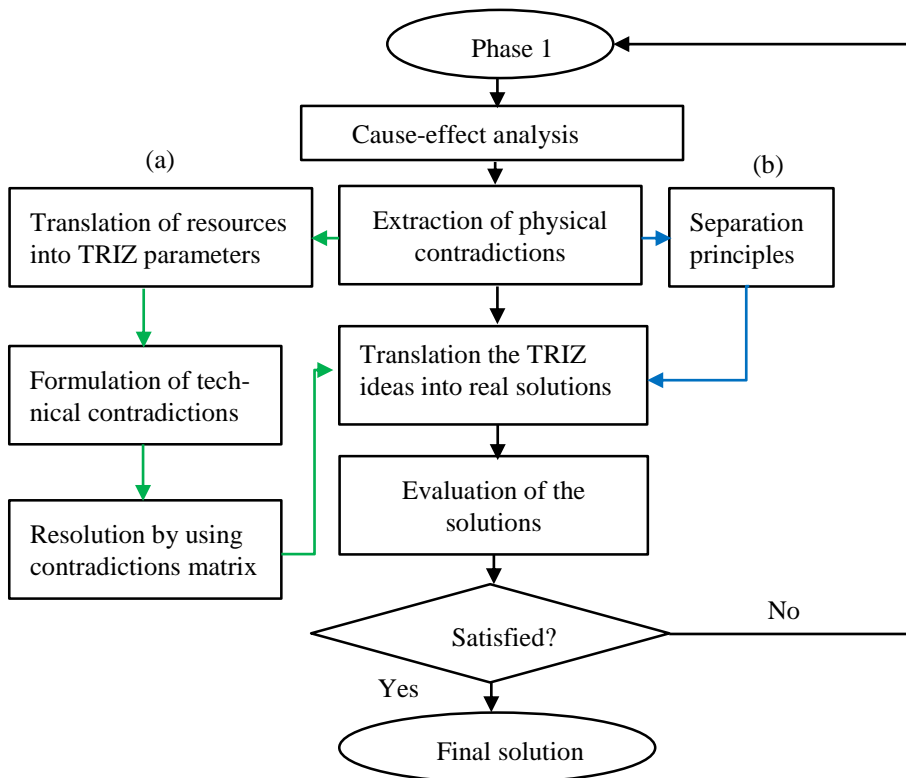 Phase 1
Cause-effect analysis
(a)
(b)
Translation of resources
into TRIZ parameters
Extraction of physical
contradictions
Separation
principles
Formulation of tech-
nical contradictions
Translation the TRIZ
ideas into real solutions
Resolution by using
contradictions matrix
Evaluation of the
solutions
Satisfied?
No
Yes
Final solution